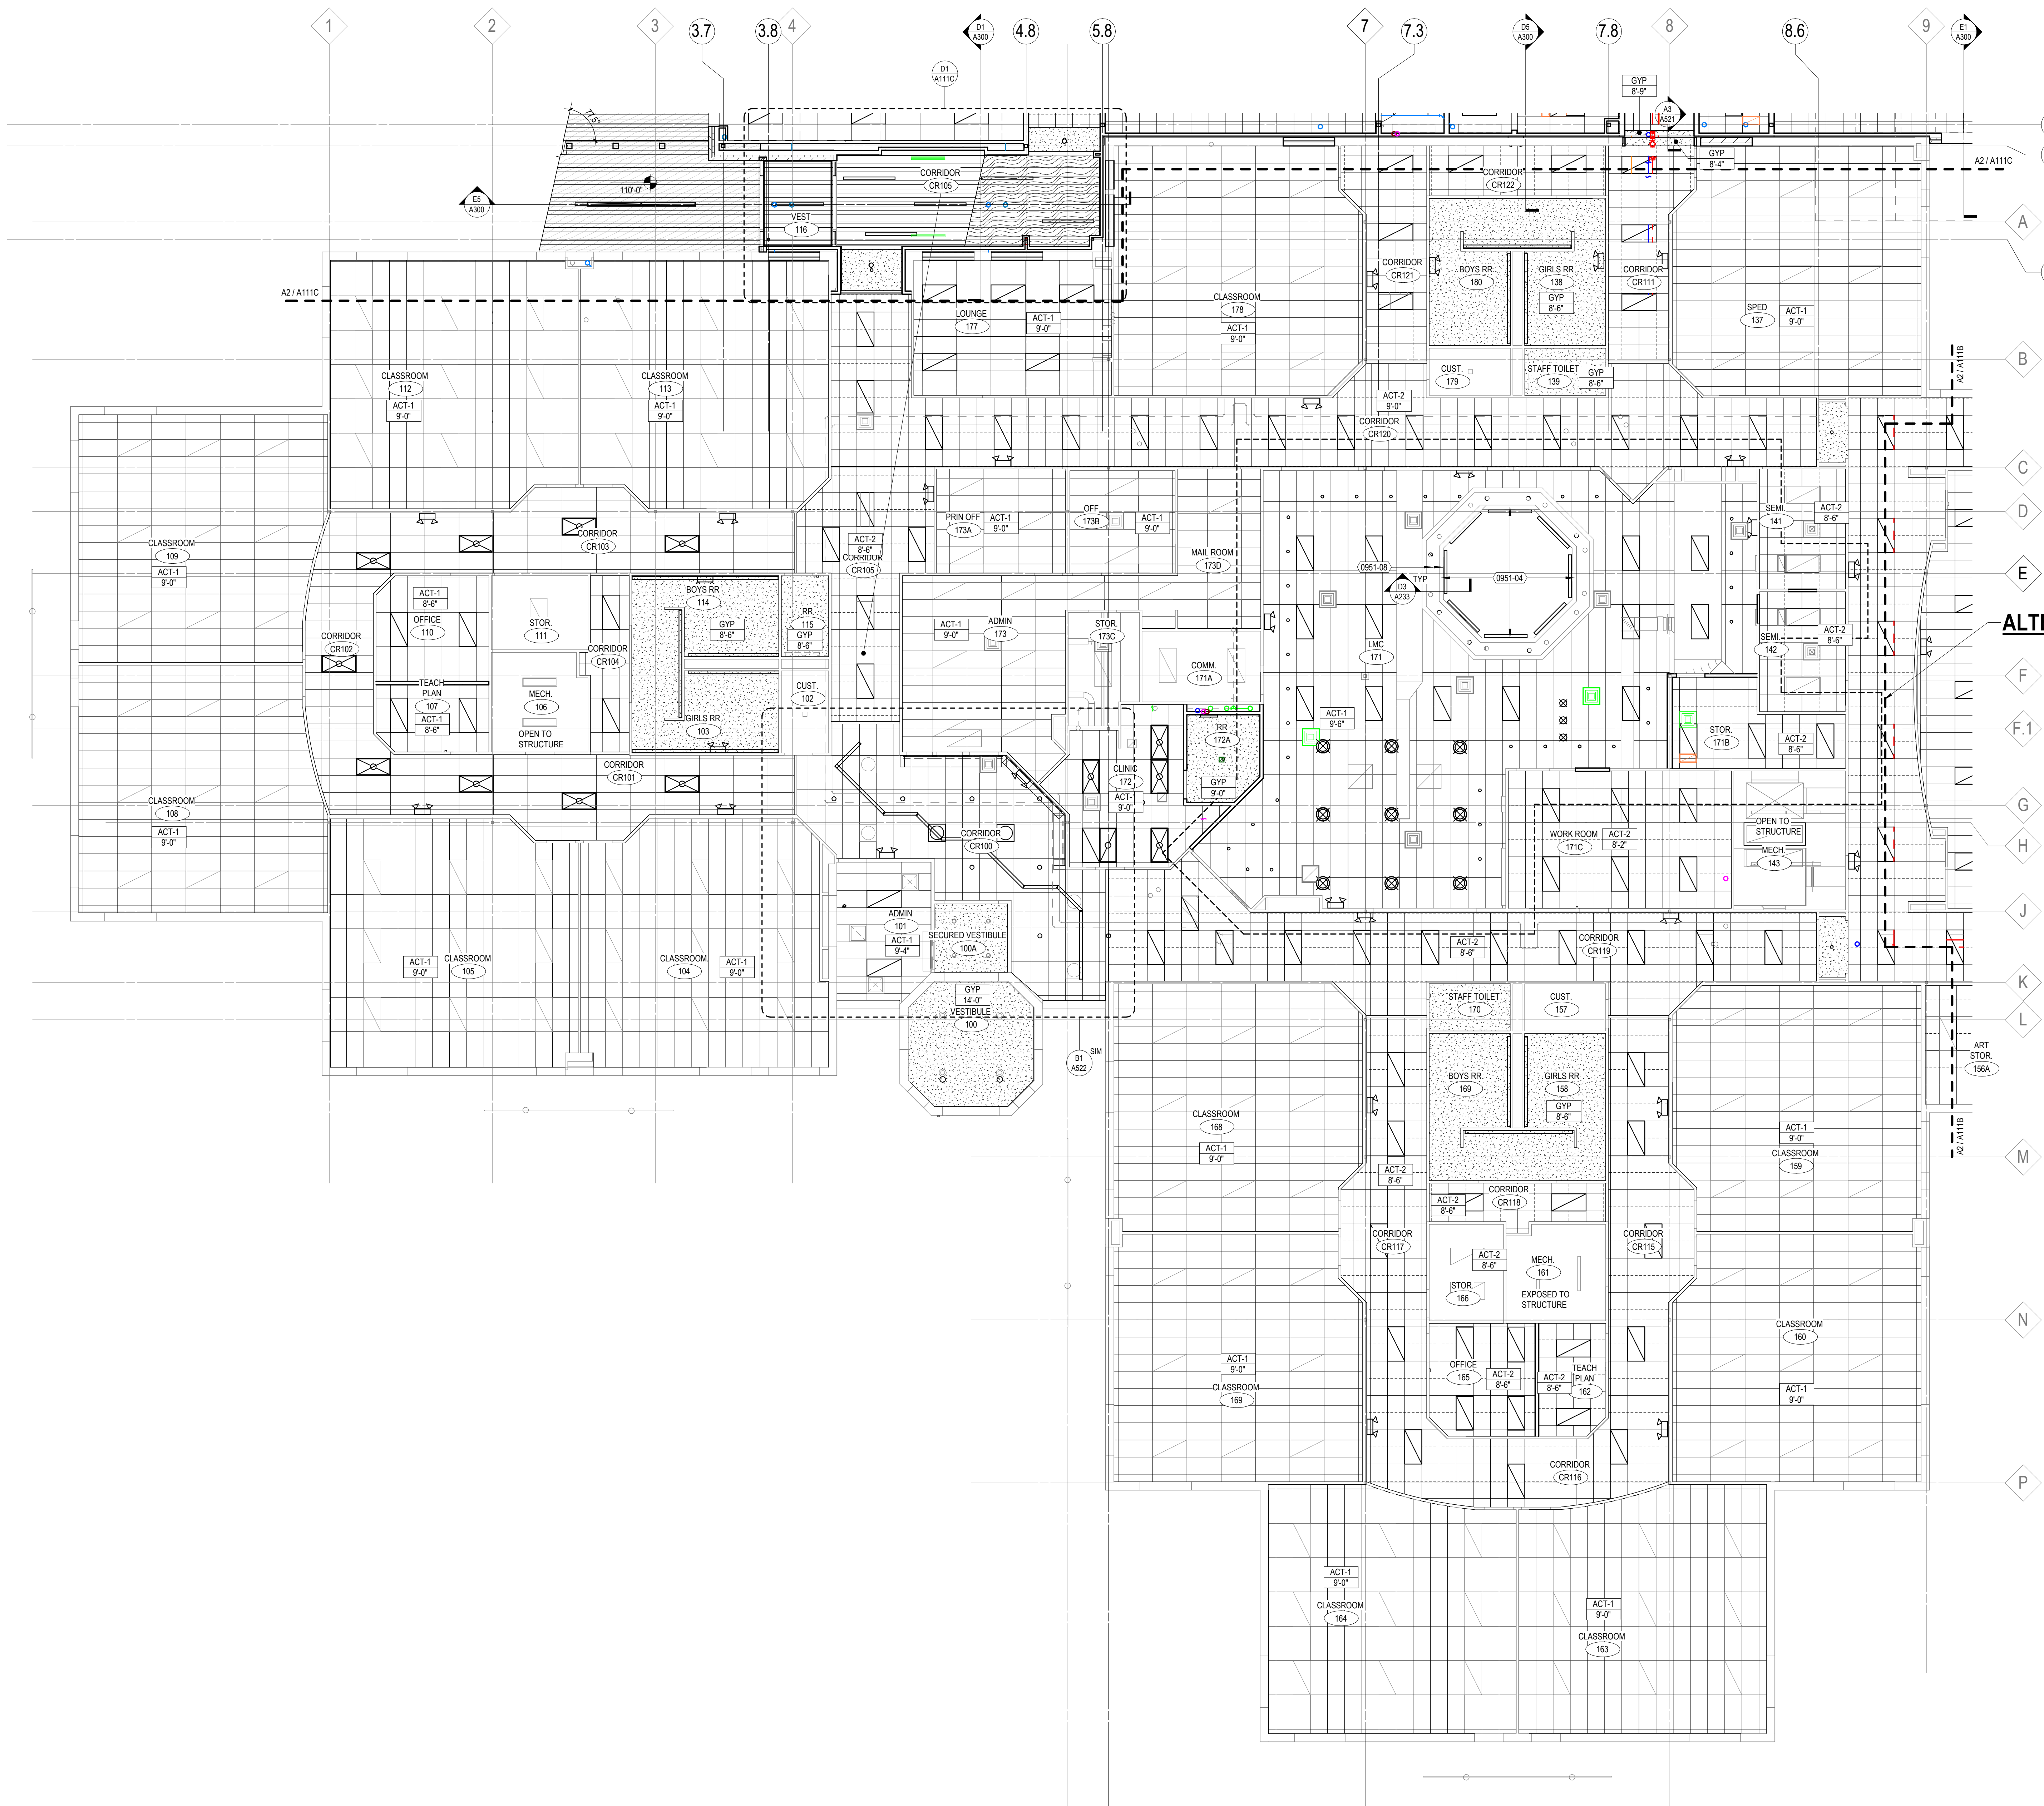 1
2
3
3.7
3.8
4
D1
A300
4.8
5.8
7
7.3
D5
A300
7.8
8
8.6
9
E1
A300
D1
A111C
GYP
8'-9"
A3
A521
77.5°
GYP
8'-4"
A2 / A111C
110'-0"
E5
A300
CORRIDOR
CR105
CORRIDOR
CR122
VEST.
116
A
BOYS RR
180
GIRLS RR
138
GYP
8'-6"
CORRIDOR
CR121
CORRIDOR
CR111
A2 / A111C
CLASSROOM
178
ACT-1
9'-0"
LOUNGE
177
ACT-1
9'-0"
SPED
137
ACT-1
9'-0"
B
A2 / A111B
CLASSROOM
112
ACT-1
9'-0"
CLASSROOM
113
ACT-1
9'-0"
CUST.
179
STAFF TOILET
139
GYP
8'-6"
ACT-2
9'-0"
CORRIDOR
CR120
C
D
PRIN OFF
173A
ACT-1
9'-0"
OFF
173B
ACT-1
9'-0"
SEMI.
141
ACT-2
8'-6"
CLASSROOM
109
ACT-1
9'-0"
CORRIDOR
CR103
ACT-2
8'-6"
CORRIDOR
CR105
MAIL ROOM
173D
0951-08
TYP
D3
A233
0951-04
E
ACT-1
8'-6"
OFFICE
110
STOR.
111
BOYS RR
114
GYP
8'-6"
RR
115
GYP
8'-6"
ACT-1
9'-0"
ADMIN
173
STOR.
173C
ALTE
CORRIDOR
CR102
CORRIDOR
CR104
LMC
171
SEMI.
142
ACT-2
8'-6"
COMM.
171A
F
TEACH
PLAN
107
ACT-1
8'-6"
MECH.
106
OPEN TO
STRUCTURE
CUST.
102
GIRLS RR
103
ACT-1
9'-6"
RR
172A
GYP
9'-0"
STOR.
171B
ACT-2
8'-6"
F.1
CORRIDOR
CR101
CLINIC
172
ACT-1
9'-0"
CLASSROOM
108
ACT-1
9'-0"
G
CORRIDOR
CR100
WORK ROOM
171C
ACT-2
8'-2"
OPEN TO
STRUCTURE
MECH.
143
H
J
ADMIN
101
ACT-1
9'-4"
SECURED VESTIBULE
100A
ACT-2
8'-6"
CORRIDOR
CR119
ACT-1
9'-0"
CLASSROOM
105
CLASSROOM
104
ACT-1
9'-0"
K
GYP
14'-0"
VESTIBULE
100
STAFF TOILET
170
CUST.
157
L
B1
A522
SIM
ART
STOR.
156A
BOYS RR.
169
GIRLS RR
158
GYP
8'-6"
CLASSROOM
168
ACT-1
9'-0"
ACT-1
9'-0"
CLASSROOM
159
A2 / A111B
M
ACT-2
8'-6"
ACT-2
8'-6"
CORRIDOR
CR118
CORRIDOR
CR117
CORRIDOR
CR115
ACT-2
8'-6"
MECH.
161
EXPOSED TO
STRUCTURE
STOR.
166
N
CLASSROOM
160
ACT-1
9'-0"
ACT-1
9'-0"
CLASSROOM
169
OFFICE
165
ACT-2
8'-6"
ACT-2
8'-6"
TEACH
PLAN
162
CORRIDOR
CR116
P
ACT-1
9'-0"
CLASSROOM
164
ACT-1
9'-0"
CLASSROOM
163